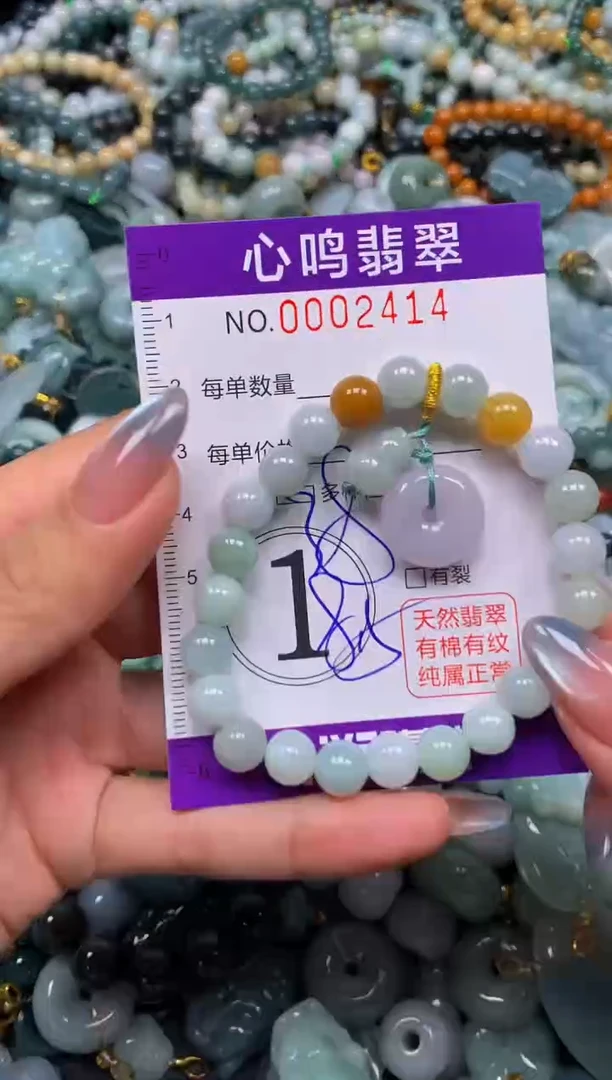 心鸣翡翠
NO.0002414
1
2 每单数量
3 每单价
多
4
5
1
□有裂
天然翡翠
有棉有纹
纯属正常